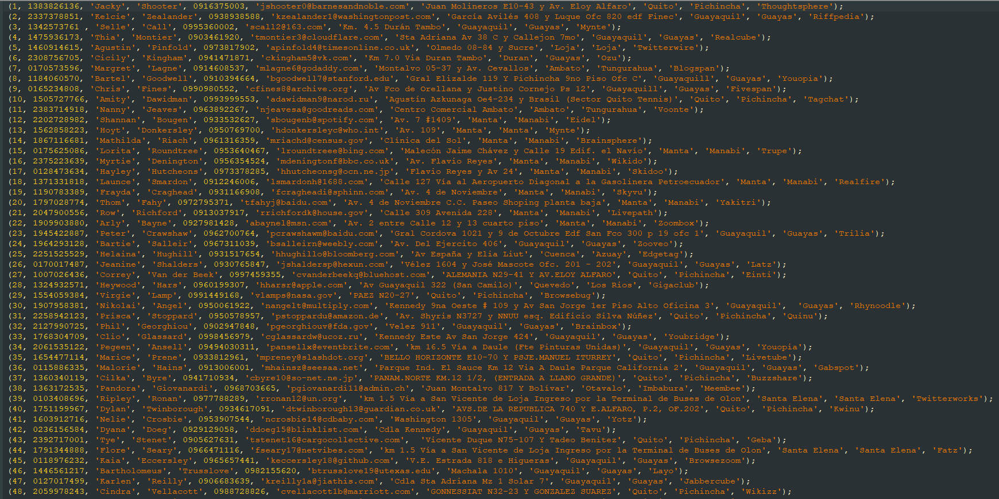 (1, 1383826136, 'Jacky', 'Shooter', 0916375003, 'jshooter0@barnesandnoble.com', 'Juan Molineros E10-43 y Av. Eloy Alfaro', 'Quito', 'Pichincha', 'Thoughtsphere');
(2, 2337378851, 'Kelcie', 'Zealander', 0938938588, 'kzealander1@washingtonpost.com', 'García Avilés 408 y Luque Ofc 820 edf Finec', 'Guayaquil', 'Guayas', 'Riffpedia');
(3, 1342573761 , 'Selle', 'Call', 0995360002, 'scall2@163.com', 'Km. 4.5 Durán Tambo', 'Guayaquil', 'Guayas', 'Mynte');
(4, 1475936173, 'Thia', 'Montier', 0903461920, 'tmontier3@cloudflare.com', 'Sta Adriana Av 38 C y Callejon 7mo', 'Guayaquil', 'Guayas', 'Realcube');
(5, 1460914615, 'Agustin', 'Pinfold', 0973817902, 'apinfold4@timesonline.co.uk', 'Olmedo 08-84 y Sucre', 'Loja', 'Loja', 'Twitterwire');
(6, 2308756705, 'Cicily', 'Kingham', 0941471871, 'ckingham5@vk.com', 'Km 7.0 Via Duran Tambo', 'Duran', 'Guayas', 'Ozu');
(7, 0170573596, 'Margret', 'Lagne', 0914608537, 'mlagne6@godaddy.com', 'Montalvo 05-37 y Av. Cevallos', 'Ambato', 'Tungurahua', 'Blogspan');
(8, 1184060570, 'Bartel', 'Goodwell', 0910394664, 'bgoodwell7@stanford.edu', 'Gral Elizalde 119 Y Pichincha 9no Piso Ofc C', 'Guayaquill', 'Guayas', 'Youopia');
(9, 0165234808, 'Chris', 'Fines', 0990980552, 'cfines8@archive.org', 'Av Fco de Orellana y Justino Cornejo Ps 12', 'Guayaquill', 'Guayas', 'Fivespan');
(10, 1505727766, 'Amity', 'Dawidman', 0993999553, 'adawidman9@narod.ru', 'Agustín Azkunaga Oe4-234 y Brasil (Sector Quito Tennis)', 'Quito', 'Pichincha', 'Tagchat');
(11, 2383714918, 'Nanny', 'Jeaves', 0963892267, 'njeavesa@goodreads.com', 'Centro Comercial Ambato', 'Ambato', 'Tungurahua', 'Voonte');
(12, 2202728982, 'Shannan', 'Bougen', 0933532627, 'sbougenb@spotify.com', 'Av. 7 #1409', 'Manta', 'Manabi', 'Eidel');
(13, 1562858223, 'Hoyt', 'Donkersley', 0950769700, 'hdonkersleyc@who.int', 'Av. 109', 'Manta', 'Manta', 'Mynte');
(14, 1867116681, 'Mathilda', 'Riach', 0961316359, 'mriachd@census.gov', 'Clínica del Sol', 'Manta', 'Manabi', 'Brainsphere');
(15, 0175625086, 'Lorita', 'Roundtree', 0953640467, 'lroundtreee@bing.com', 'Malecón Jaime Chávez y Calle 19 Edif. el Navío', 'Manta', 'Manabi', 'Trupe');
(16, 2375223639, 'Myrtie', 'Denington', 0956354524, 'mdeningtonf@bbc.co.uk', 'Av. Flavio Reyes', 'Manta', 'Manabi', 'Wikido');
(17, 0128473634, 'Hayley', 'Hutcheons', 0973378285, 'hhutcheonsg@ocn.ne.jp', 'Flavio Reyes y Av 24', 'Manta', 'Manabi', 'Skidoo');
(18, 1371331818, 'Launce', 'Smardon', 0912246006, 'lsmardonh@1688.com', 'Calle 127 Vía al Aeropuerto Diagonal a la Gasolinera Petroecuador', 'Manta', 'Manabi', 'Realfire');
(19, 1190783389, 'Frayda', 'Craghead', 0931166908, 'fcragheadi@sphinn.com', 'Av. 4 de Noviembre', 'Manta', 'Manabi', 'Skyvu');
(20, 1797028774, 'Thom', 'Fahy', 0972795371, 'tfahyj@baidu.com', 'Av. 4 de Noviembre C.C. Paseo Shoping planta baja', 'Manta', 'Manabi', 'Yakitri');
(21, 2047900556, 'Row', 'Richford', 0913037917, 'rrichfordk@house.gov', 'Calle 309 Avenida 228', 'Manta', 'Manabi', 'Livepath');
(22, 1909903880, 'Arly', 'Bayne', 0927981428, 'abaynel@msn.com', 'Av. 2 entre Calle 12 y 13 cuarto piso', 'Manta', 'Manabi', 'Zoombox');
(23, 1945422887, 'Peter', 'Crawshaw', 0962700764, 'pcrawshawm@baidu.com', 'Gral Cordova 1021 y 9 de Octubre Edf San Fco 300 p 19 ofc 1', 'Guayaquil', 'Guayas', 'Trilia');
(24, 1964293128, 'Bartie', 'Salleir', 0967311039, 'bsalleirn@weebly.com', 'Av. Del Ejercito 406', 'Guayaquil', 'Guayas', 'Zooveo');
(25, 2251525529, 'Helaina', 'Hughill', 0931517654, 'hhughillo@bloomberg.com', 'Av España y Elia Liut', 'Cuenca', 'Azuay', 'Edgetag');
(26, 0170017487, 'Jeanine', 'Shalders', 0930765847, 'jshaldersp@hexun.com', 'Vélez 1604 y José Mascote Ofc. 201 - 202', 'Guayaquil', 'Guayas', 'Latz');
(27, 1007026436, 'Correy', 'Van der Beek', 0997459355, 'cvanderbeekq@bluehost.com', 'ALEMANIA N29-41 Y AV.ELOY ALFARO', 'Quito', 'Pichincha', 'Einti');
(28, 1324932571, 'Heywood', 'Hars', 0960199307, 'hharsr@apple.com', 'Av Guayaquil 322 (San Camilo)', 'Quevedo', 'Los Rios', 'Gigaclub');
(29, 1554059384, 'Virgie', 'Lamp', 0991449168, 'vlamps@nasa.gov', 'PAEZ N20-27', 'Quito', 'Pichincha', 'Browsebug');
(30, 1907958381, 'Nikolai', 'Angel', 0950061922, 'nangelt@multiply.com', 'Kennedy 9na Oeste # 109 y Av San Jorge 1er Piso Alto Oficina 3', 'Guayaquil', 'Guayas', 'Rhynoodle');
(31, 2258942123, 'Prisca', 'Stoppard', 0950578957, 'pstoppardu@amazon.de', 'Av. Shyris N3727 y NNUU esq. Edificio Silva Núñez', 'Quito', 'Pichincha', 'Quinu');
(32, 2127990725, 'Phil', 'Georghiou', 0902947848, 'pgeorghiouv@fda.gov', 'Velez 911', 'Guayaquil', 'Guayas', 'Brainbox');
(33, 1768304709, 'Clio', 'Glassard', 0998456979, 'cglassardw@ucoz.ru', 'Kennedy Este Av San Jorge 424', 'Guayaquil', 'Guayas', 'Youbridge');
(34, 2061535122, 'Pegeen', 'Ansell', 09494030311, 'pansellx@eventbrite.com', 'km 16.5 Vía a Daule (Fte Pinturas Unidas)', 'Guayaquil', 'Guayas', 'Youopia');
(35, 1654477114, 'Marice', 'Prene', 0933812961, 'mpreney@slashdot.org', 'BELLO HORIZONTE E10-70 Y PSJE.MANUEL ITURREY', 'Quito', 'Pichincha', 'Livetube');
(36, 0115886335, 'Malorie', 'Hains', 0913006001, 'mhainsz@seesaa.net', 'Parque Ind. El Sauce Km 12 Via A Daule Parque California 2', 'Guayaquil', 'Guayas', 'Gabspot');
(37, 1360340119, 'Cilka', 'Byre', 0941710934, 'cbyre10@so-net.ne.jp', 'PANAM.NORTE KM.12 1/2, (ENTRADA A LLANO GRANDE)', 'Quito', 'Pichincha', 'Buzzshare');
(38, 1363172535, 'Pandora', 'Giovanardi', 0968703665, 'pgiovanardi11@admin.ch', 'Juan Montalvo 817 Y Bolívar', 'Otavalo', 'Imbabura', 'Meembee');
(39, 0103408696, 'Ripley', 'Ronan', 0977788289, 'rronan12@un.org', 'km 1.5 Vía a San Vicente de Loja Ingreso por la Terminal de Buses de Olon', 'Santa Elena', 'Santa Elena', 'Twitterworks');
(40, 1751199967, 'Dylan', 'Twinborough', 0934617091, 'dtwinborough13@guardian.co.uk', 'AVS.DE LA REPUBLICA 740 Y E.ALFARO, P.2, OF.202', 'Quito', 'Pichincha', 'Kwinu');
(41, 1603912716, 'Nelie', 'Crosbie', 0953907544, 'ncrosbie14@cdbaby.com', 'Washington 1305', 'Guayaquil', 'Guayas', 'Yotz');
(42, 0236156584, 'Dyana', 'Doeg', 0929129058, 'ddoeg15@blinklist.com', 'Cdla Kennedy', 'Guayaquil', 'Guayas', 'Tavu');
(43, 2392717001, 'Tye', 'Stenet', 0905627631, 'tstenet16@cargocollective.com', 'Vicente Duque N75-107 Y Tadeo Benitez', 'Quito', 'Pichincha', 'Geba');
(44, 1791344888, 'Flore', 'Seary', 0966471116, 'fseary17@netvibes.com', 'km 1.5 Vía a San Vicente de Loja Ingreso por la Terminal de Buses de Olon', 'Santa Elena', 'Santa Elena', 'Fatz');
(45, 0118976232, 'Kaia', 'Eccersley', 0965657441, 'keccersley18@github.com', 'V.E. Estrada 818 e Higueras', 'Guayaquil', 'Guayas', 'Browsezoom');
(46, 1446561217, 'Bartholomeus', 'Trusslove', 0982155620, 'btrusslove19@utexas.edu', 'Machala 1010', 'Guayaquil', 'Guayas', 'Layo');
(47, 0127017499, 'Karlen', 'Reilly', 0906683639, 'kreilly1a@jiathis.com', 'Cdla Sta Adriana Mz 1 Solar 7', 'Guayaquil', 'Guayas', 'Jabbercube');
(48, 2059978243, 'Cindra', 'Vellacott', 0988728826, 'cvellacott1b@marriott.com', 'GONNESSIAT N32-23 Y GONZALEZ SUAREZ', 'Quito', 'Pichincha', 'Wikizz');